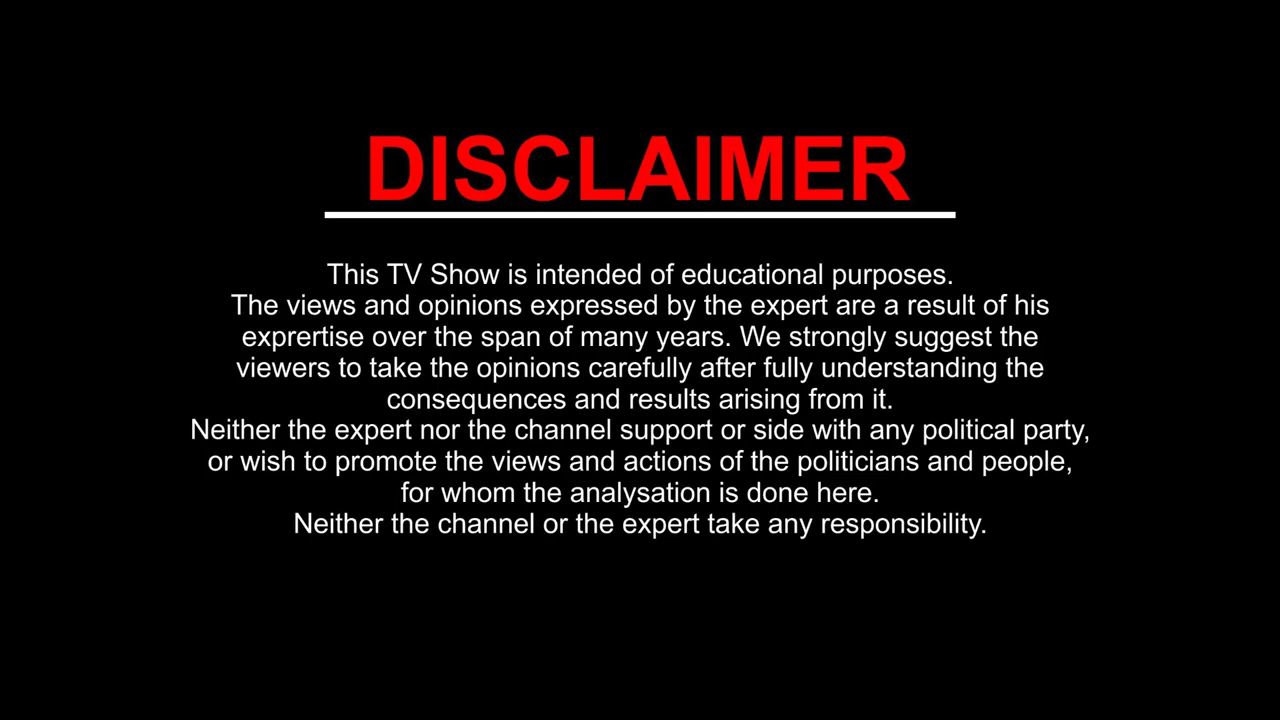 DISCLAIMER
This TV Show is intended of educational purposes.
The views and opinions expressed by the expert are a result of his
exprertise over the span of many years. We strongly suggest the
viewers to take the opinions carefully after fully understanding the
consequences and results arising from it.
Neither the expert nor the channel support or side with any political party,
or wish to promote the views and actions of the politicians and people,
for whom the analysation is done here.
Neither the channel or the expert take any responsibility.